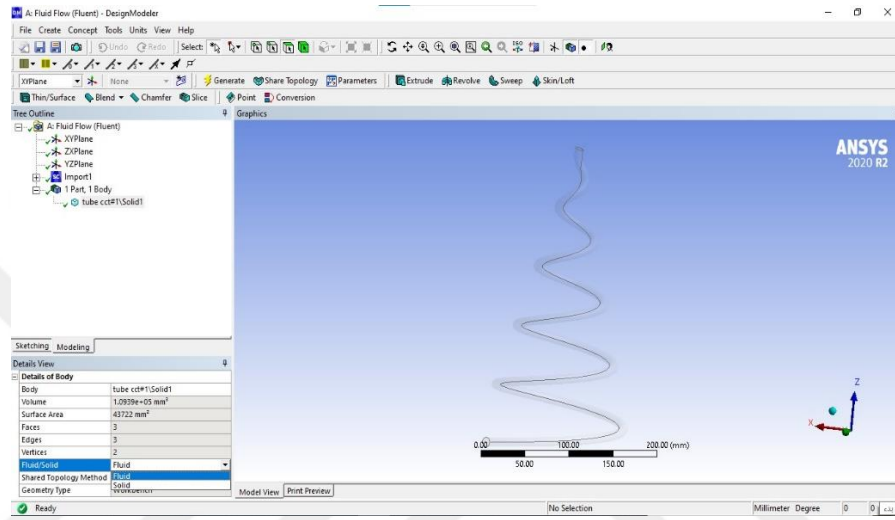 A: Fluid Flow (Fluent) - DesignModeler
File Create Concept Tools Units View Help
Undo Redo Select:
XYPlane None Generate Share Topology Parameters Extrude Revolve Sweep Skin/Loft
Thin/Surface Blend Chamfer Slice Point Conversion
Tree Outline
A: Fluid Flow (Fluent)
XYPlane
ZXPlane
YZPlane
Import1
1 Part, 1 Body
tube cct#1\Solid1
Sketching Modeling
Details View
Details of Body
Body tube cct#1\Solid1
Volume 1.0939e+05 mm³
Surface Area 43722 mm²
Faces 3
Edges 3
Vertices 2
Fluid/Solid Fluid
Shared Topology Method Fluid
Solid
Geometry Type
Graphics
ANSYS
2020 R2
Z
X
0.00 100.00 200.00 (mm)
50.00 150.00
Model View Print Preview
Ready No Selection Millimeter Degree 0 0